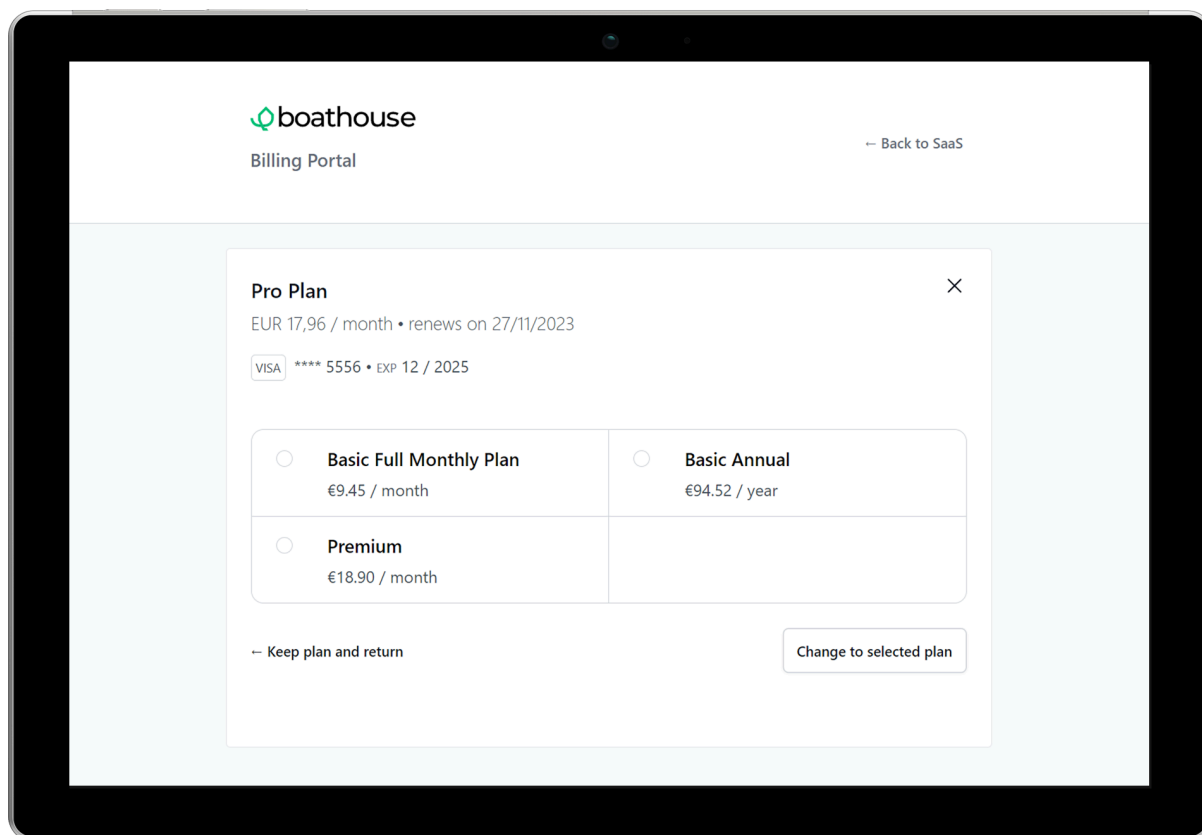 boathouse
Billing Portal
← Back to SaaS
Pro Plan
EUR 17,96 / month • renews on 27/11/2023
VISA **** 5556 • EXP 12 / 2025
Basic Full Monthly Plan
€9.45 / month
Basic Annual
€94.52 / year
Premium
€18.90 / month
← Keep plan and return
Change to selected plan